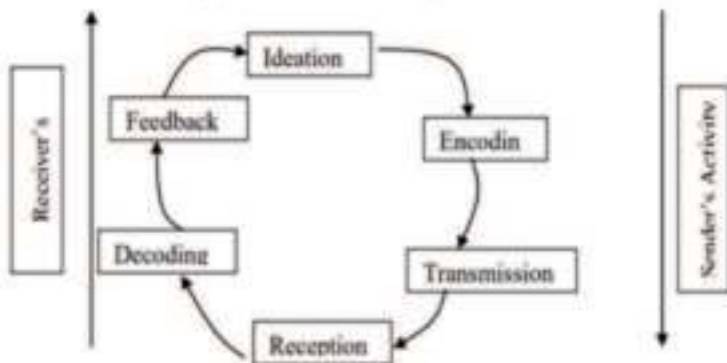 Ideation
Feedback
Encodin
Receiver's
Sender's Activity
Decoding
Transmission
Reception